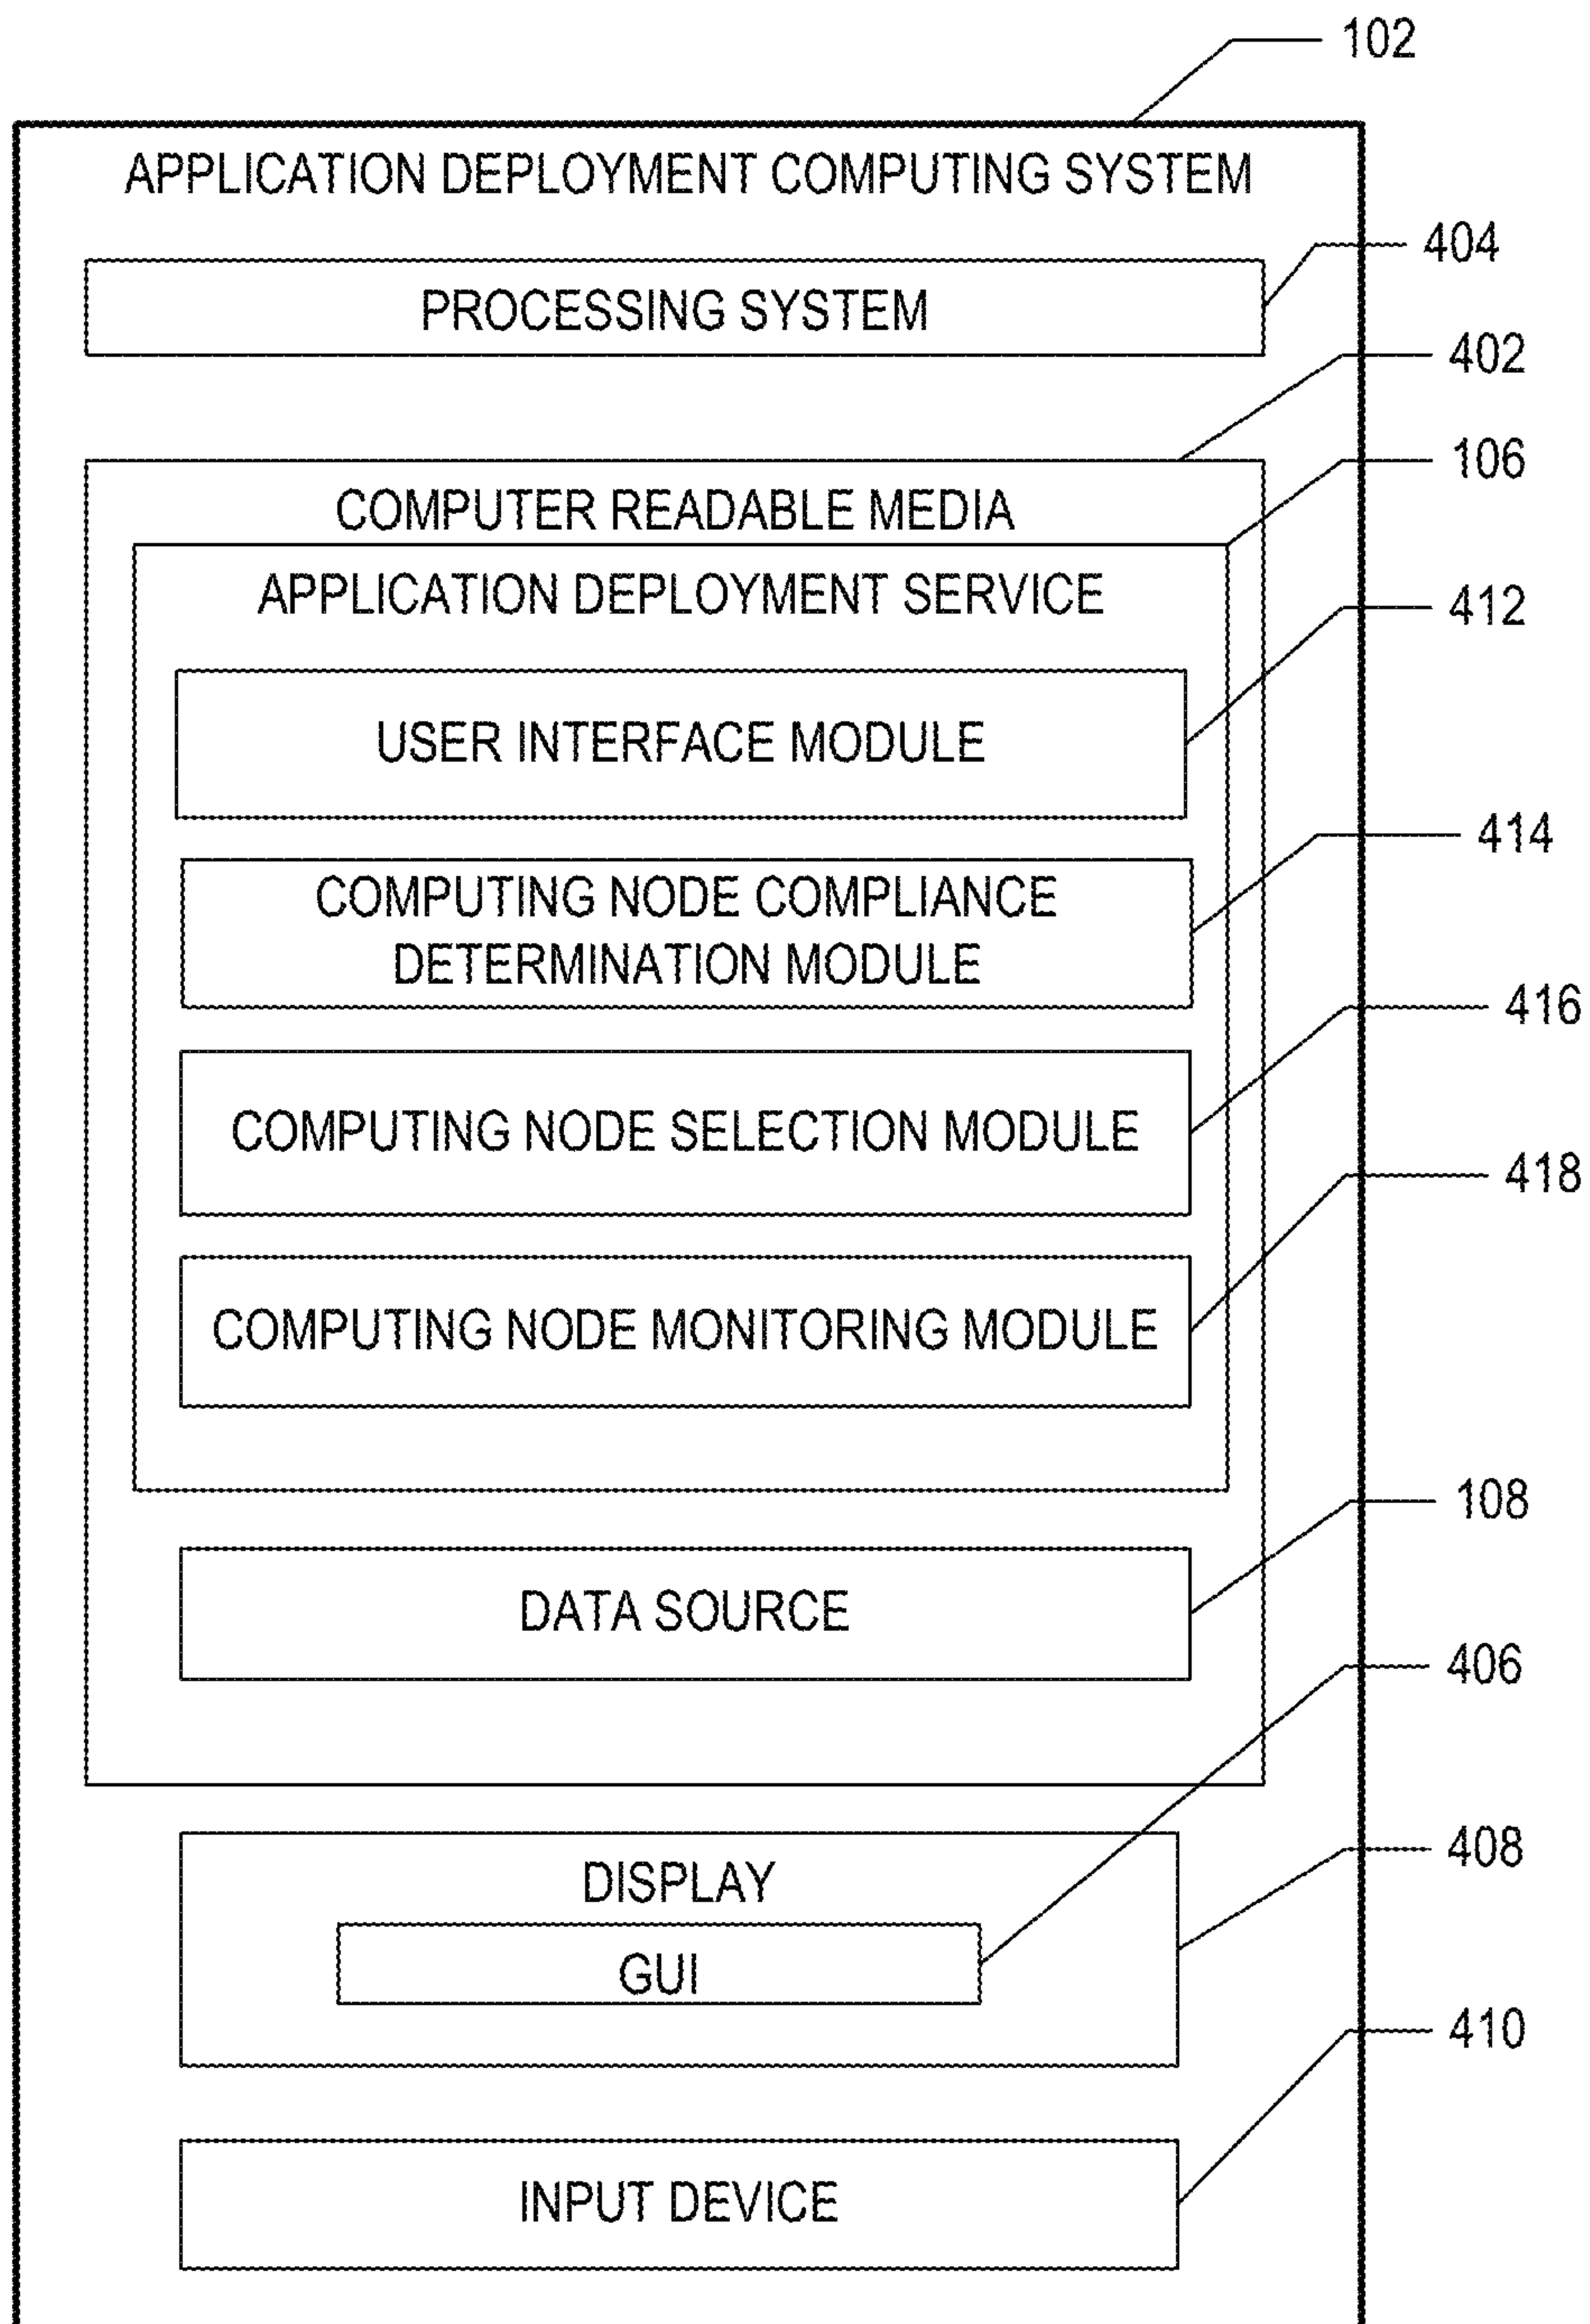 102
APPLICATION DEPLOYMENT COMPUTING SYSTEM
404
PROCESSING SYSTEM
402
106
COMPUTER READABLE MEDIA
APPLICATION DEPLOYMENT SERVICE
412
USER INTERFACE MODULE
414
COMPUTING NODE COMPLIANCE
DETERMINATION MODULE
416
COMPUTING NODE SELECTION MODULE
418
COMPUTING NODE MONITORING MODULE
108
DATA SOURCE
406
408
DISPLAY
GUI
410
INPUT DEVICE